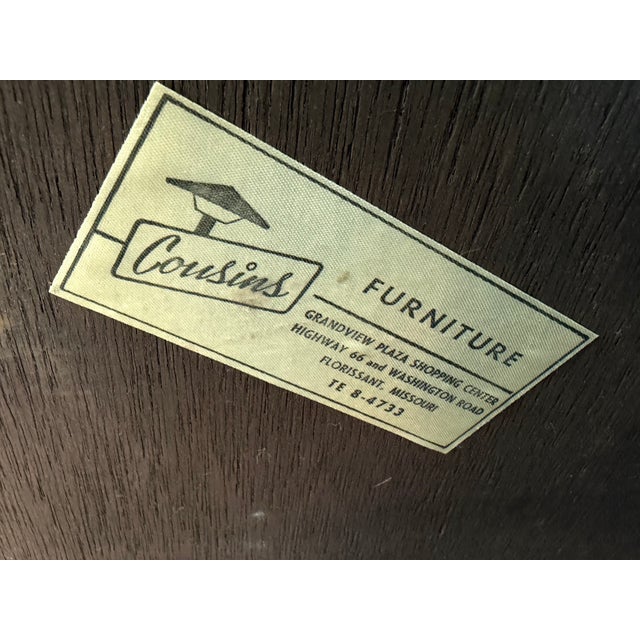 Cousins
FURNITURE
GRANDVIEW PLAZA SHOPPING CENTER
HIGHWAY 66 and WASHINGTON ROAD
FLORISSANT, MISSOURI
TE 8-4733